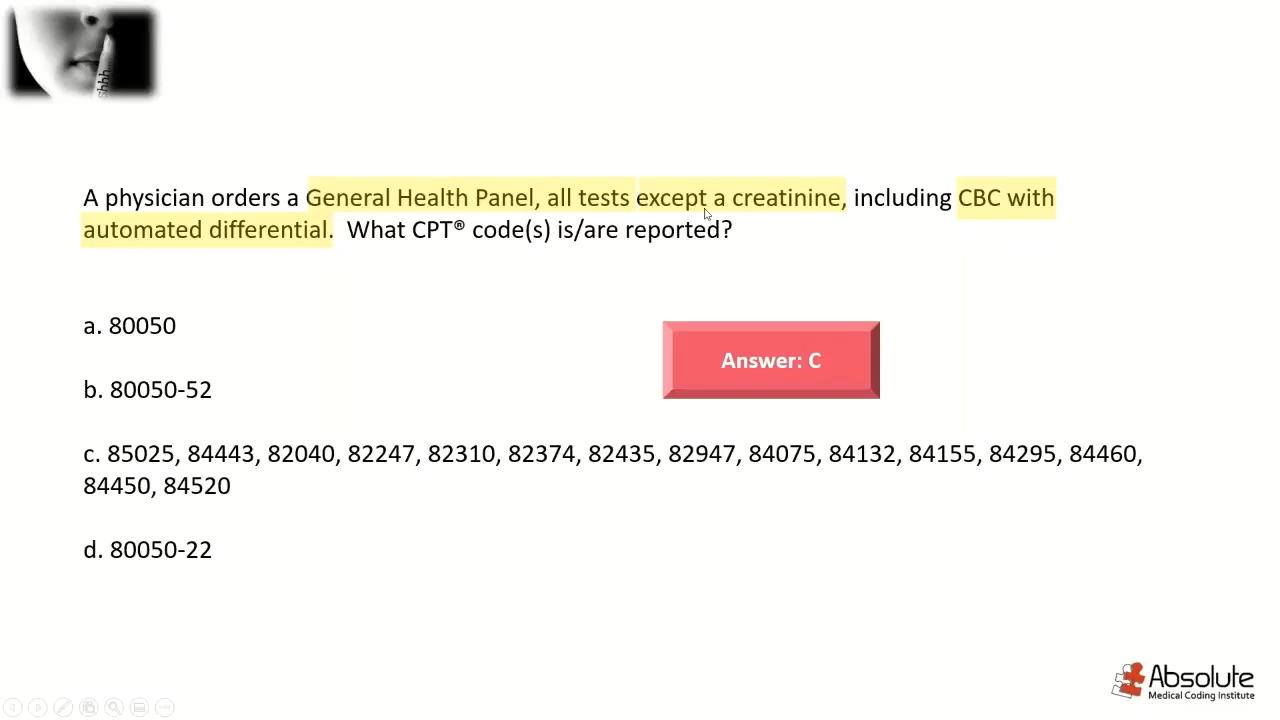 shhh
A physician orders a General Health Panel, all tests except a creatinine, including CBC with
automated differential. What CPT® code(s) is/are reported?
a. 80050
Answer: C
b. 80050-52
c. 85025, 84443, 82040, 82247, 82310, 82374, 82435, 82947, 84075, 84132, 84155, 84295, 84460,
84450, 84520
d. 80050-22
Absolute
Medical Coding Institute